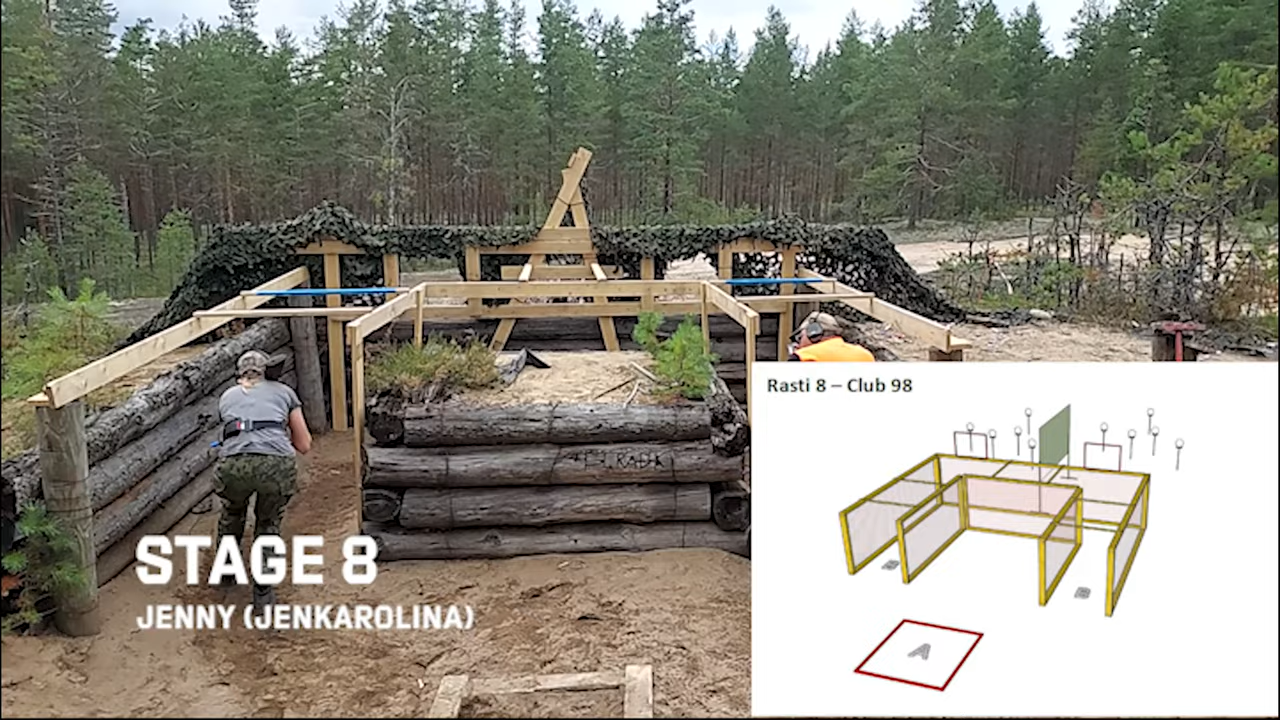 Rasti 8 – Club 98
STAGE 8
JENNY (JENKAROLINA)
A